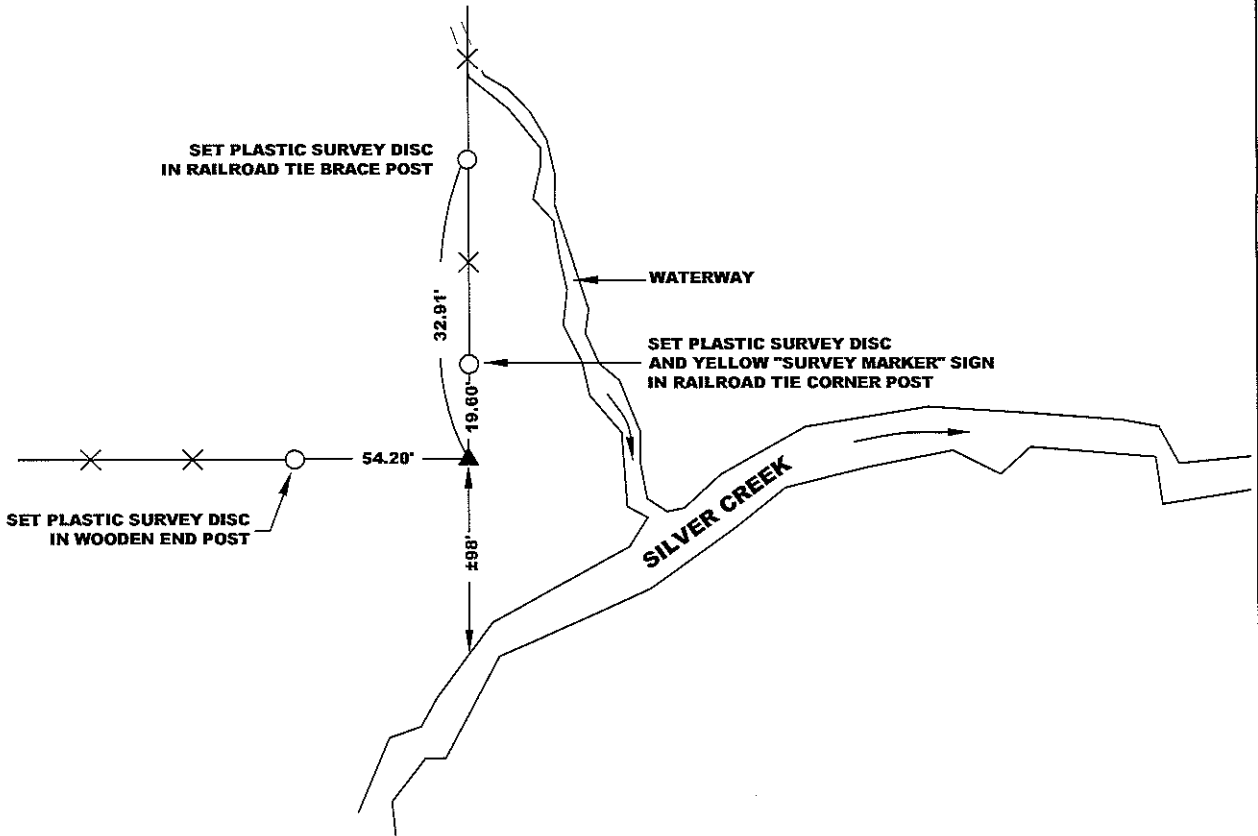 SET PLASTIC SURVEY DISC
IN RAILROAD TIE BRACE POST
WATERWAY
32.91'
SET PLASTIC SURVEY DISC
AND YELLOW "SURVEY MARKER" SIGN
IN RAILROAD TIE CORNER POST
19.60'
54.20'
SET PLASTIC SURVEY DISC
IN WOODEN END POST
±98'
SILVER CREEK